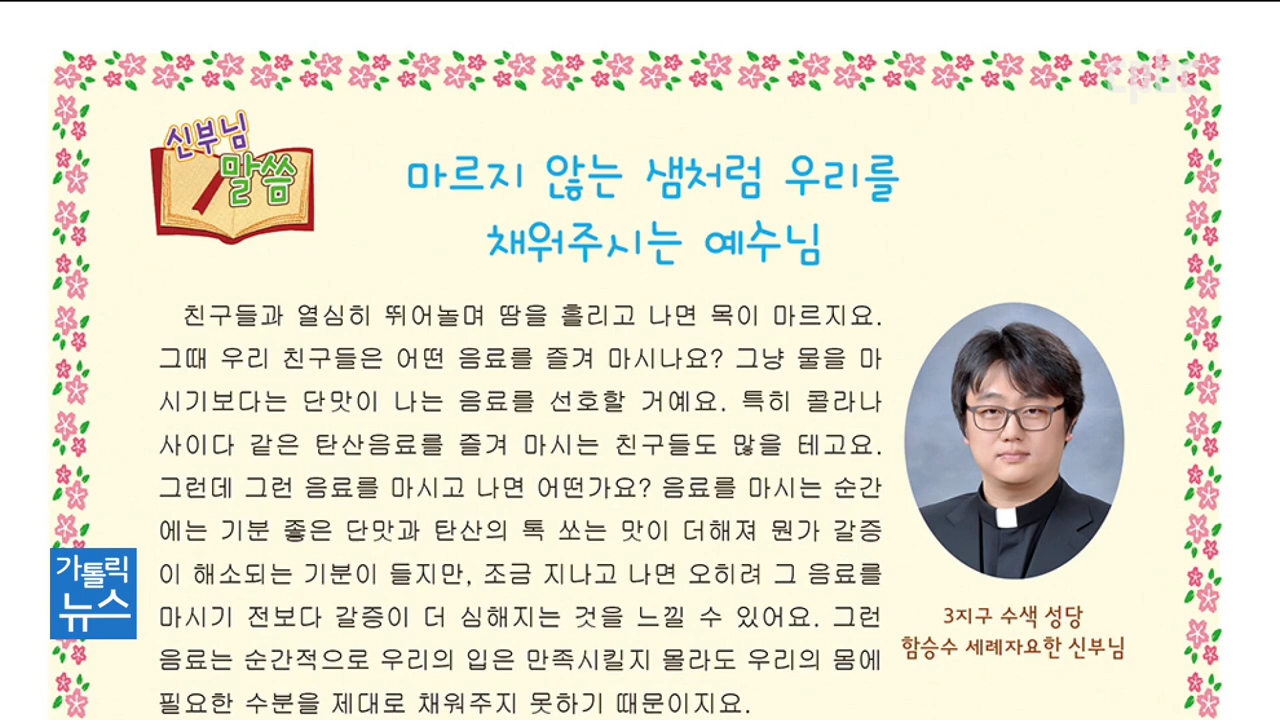 cpbc
신부님
말씀
마르지 않는 샘처럼 우리를
채워주시는 예수님
친구들과 열심히 뛰어놀며 땀을 흘리고 나면 목이 마르지요.
그때 우리 친구들은 어떤 음료를 즐겨 마시나요? 그냥 물을 마
시기보다는 단맛이 나는 음료를 선호할 거예요. 특히 콜라나
사이다 같은 탄산음료를 즐겨 마시는 친구들도 많을 테고요.
그런데 그런 음료를 마시고 나면 어떤가요? 음료를 마시는 순간
에는 기분 좋은 단맛과 탄산의 톡 쏘는 맛이 더해져 뭔가 갈증
이 해소되는 기분이 들지만, 조금 지나고 나면 오히려 그 음료를
마시기 전보다 갈증이 더 심해지는 것을 느낄 수 있어요. 그런
음료는 순간적으로 우리의 입은 만족시킬지 몰라도 우리의 몸에
필요한 수분을 제대로 채워주지 못하기 때문이지요.
3지구 수색 성당
함승수 세례자요한 신부님
가톨릭
뉴스